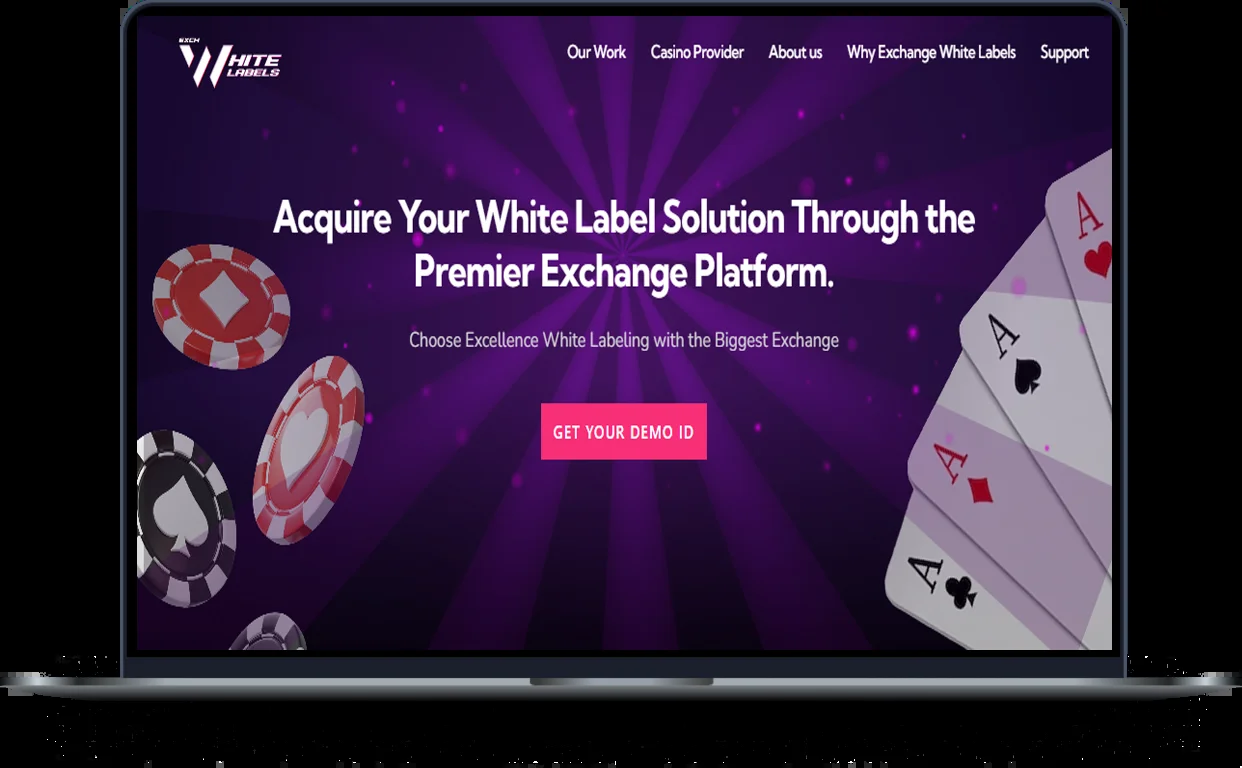 EXCH
WHITE
LABELS
Our Work Casino Provider About us Why Exchange White Labels Support
Acquire Your White Label Solution Through the
Premier Exchange Platform.
Choose Excellence White Labeling with the Biggest Exchange
GET YOUR DEMO ID
A
A
A
A